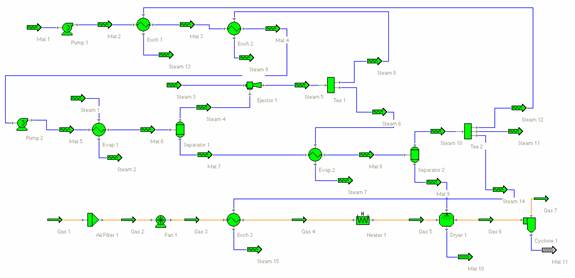 Mat 1
Pump 1
Mat 2
Exch 1
Mat 3
Exch 2
Mat 4
Steam 13
Steam 3
Ejector 1
Steam 5
Tee 1
Steam 1
Steam 4
Steam 6
Steam 12
Pump 2
Mat 5
Evap 1
Mat 6
Separator 1
Steam 10
Tee 2
Steam 11
Steam 2
Mat 7
Evap 2
Mat 8
Separator 2
Steam 7
Mat 9
Steam 14
Gas 7
Gas 1
Air Filter 1
Gas 2
Fan 1
Gas 3
Exch 3
Gas 4
Heater 1
Gas 5
Dryer 1
Gas 6
Cyclone 1
Steam 15
Mat 10
Mat 11